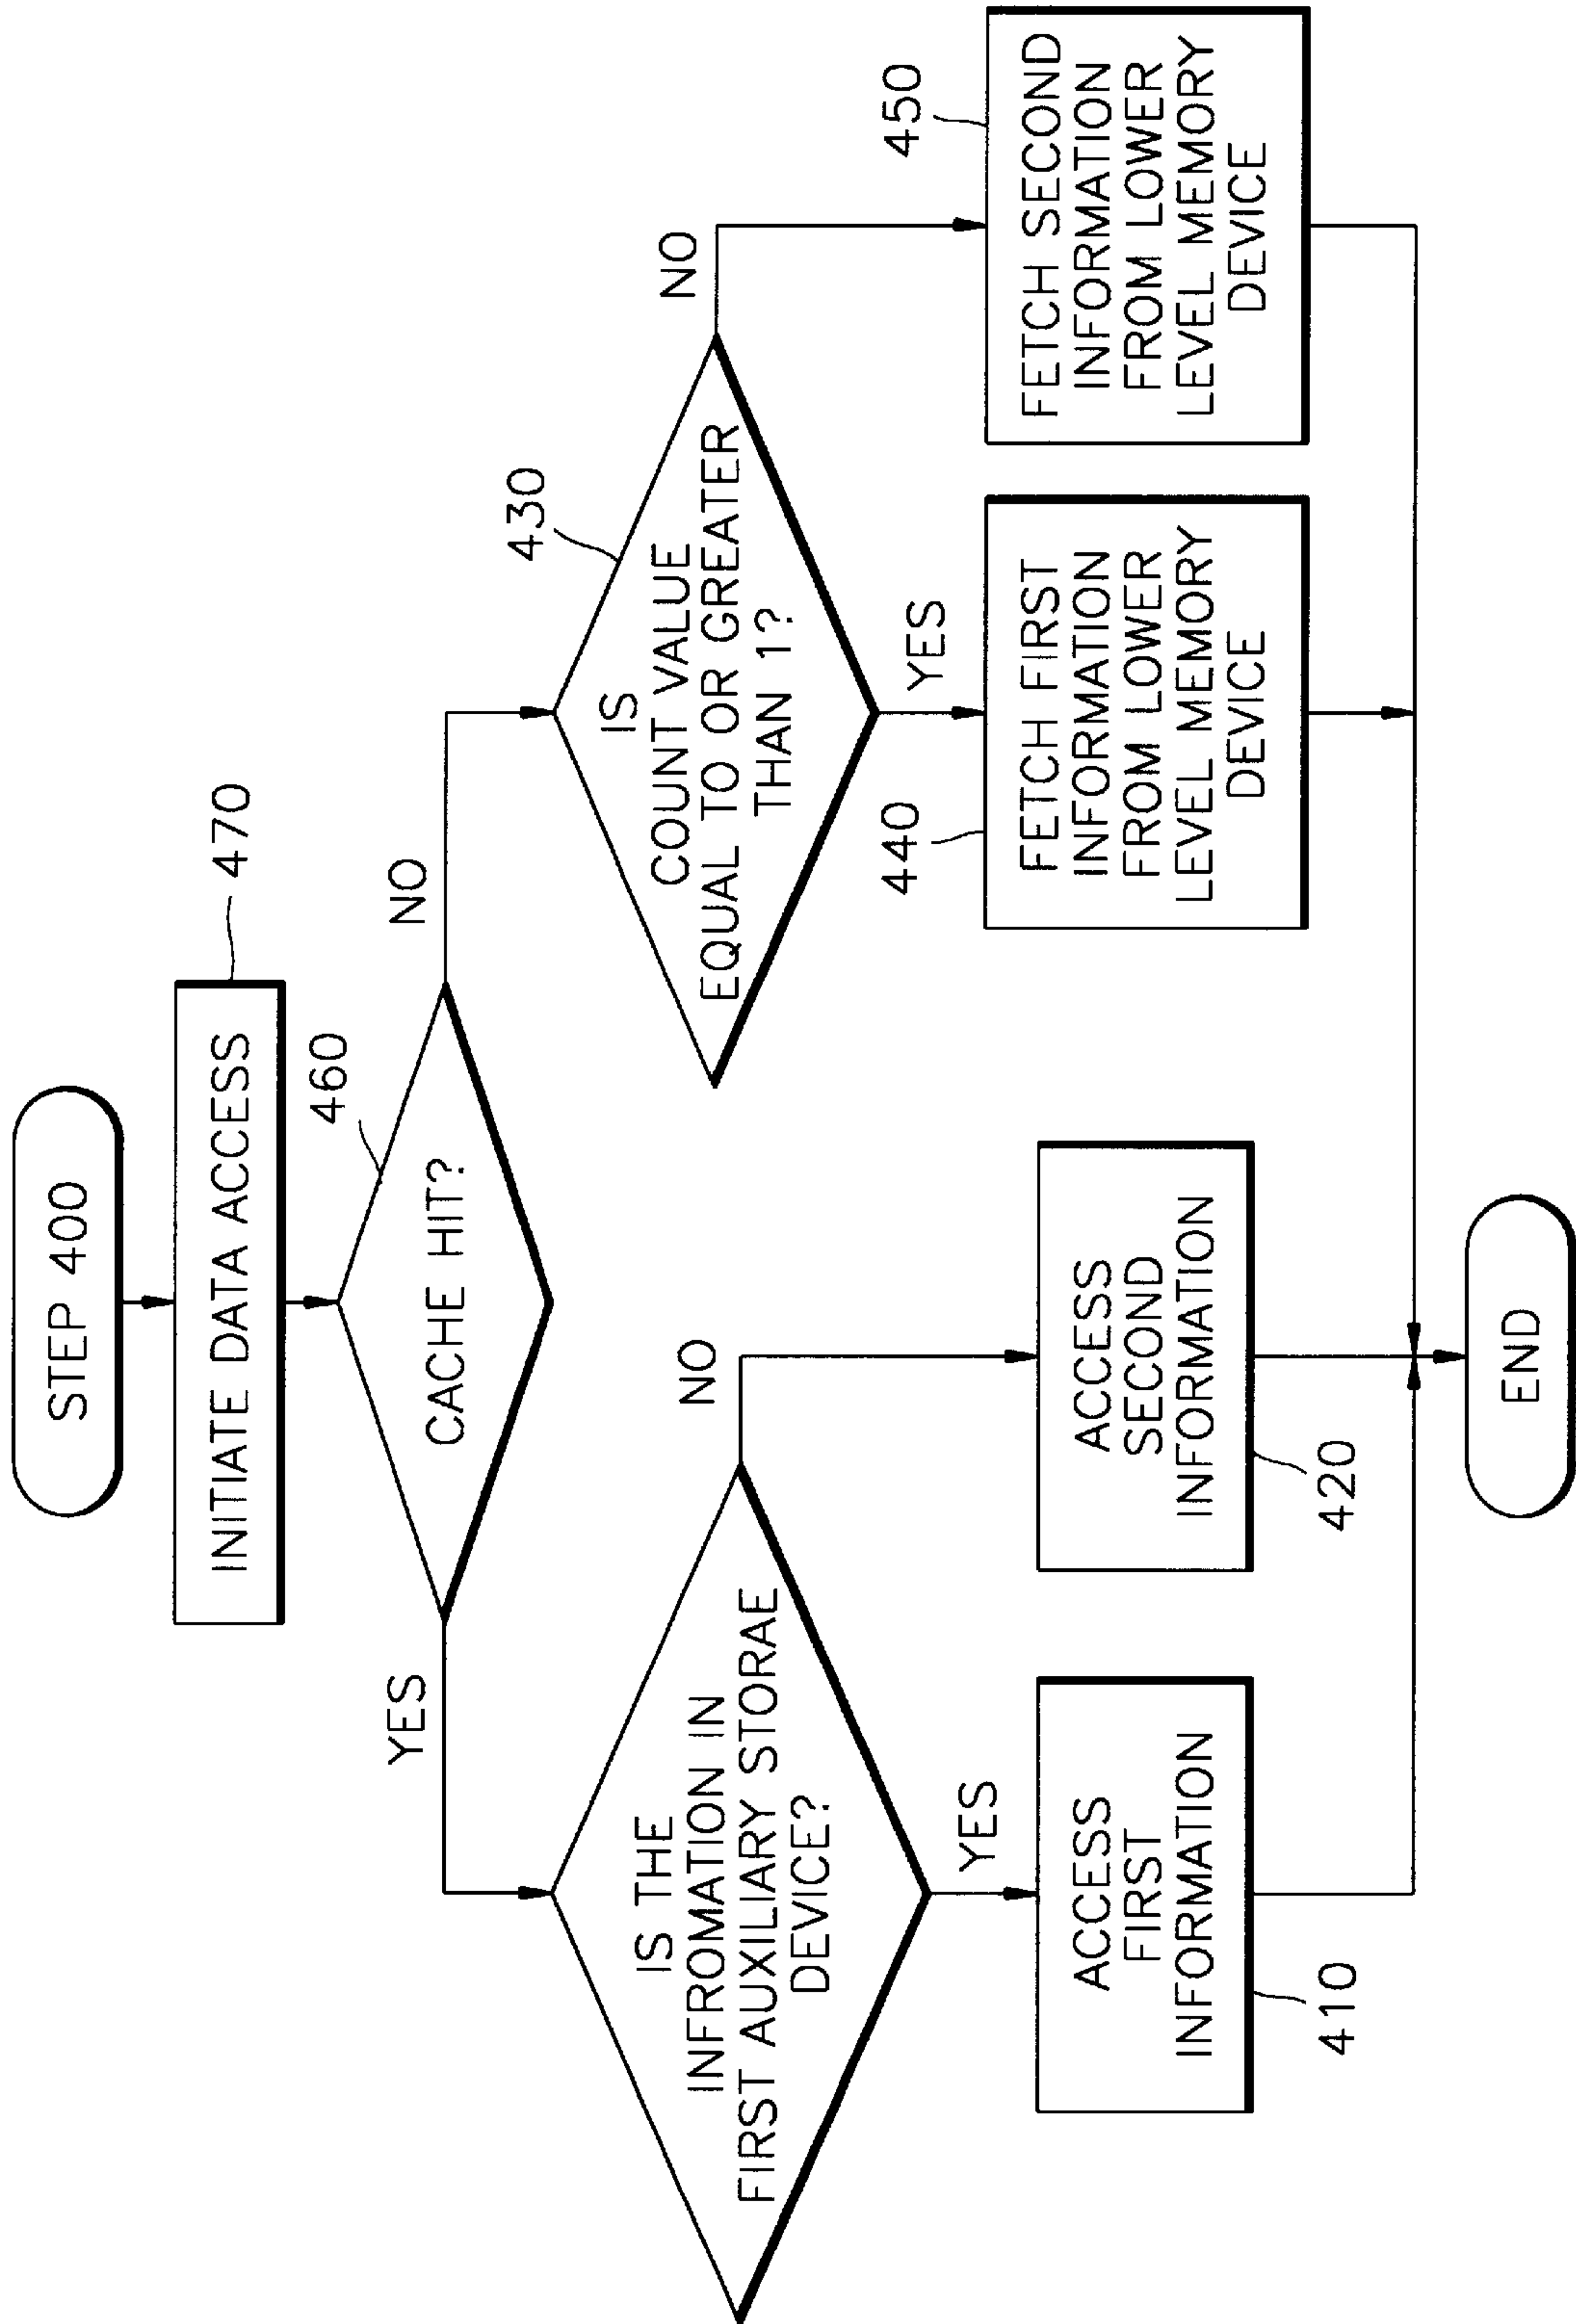 STEP 400
INITIATE DATA ACCESS
470
CACHE HIT?
460
YES
NO
IS THE
INFROMATION IN
FIRST AUXILIARY STORAE
DEVICE?
YES
NO
IS
COUNT VALUE
EQUAL TO OR GREATER
THAN 1?
430
YES
NO
ACCESS
FIRST
INFORMATION
410
ACCESS
SECOND
INFORMATION
420
FETCH FIRST
INFORMATION
FROM LOWER
LEVEL MEMORY
DEVICE
440
FETCH SECOND
INFORMATION
FROM LOWER
LEVEL MEMORY
DEVICE
450
END